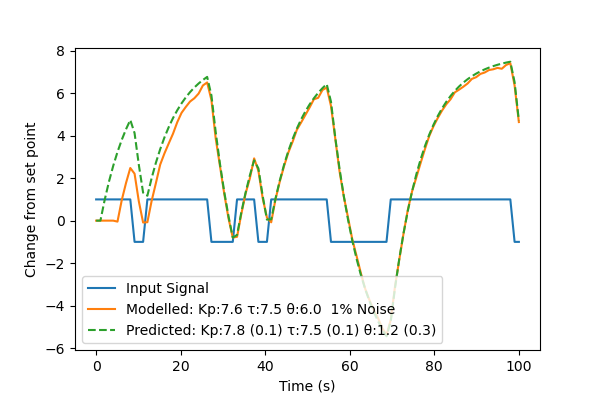 8
6
4
2
0
−2
−4
−6
Change from set point
Input Signal
Modelled: Kp:7.6 τ:7.5 θ:6.0  1% Noise
Predicted: Kp:7.8 (0.1) τ:7.5 (0.1) θ:1.2 (0.3)
0 20 40 60 80 100
Time (s)